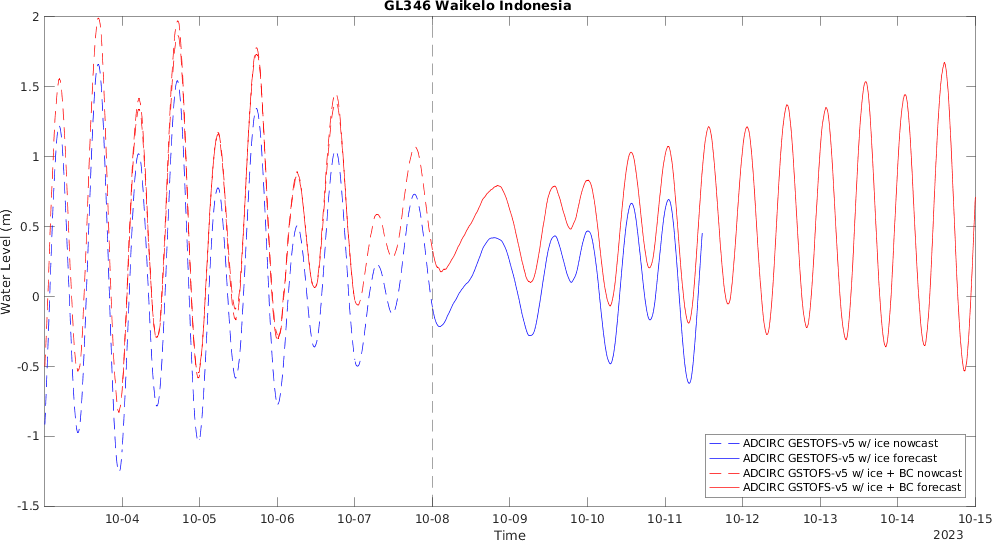 GL346 Waikelo Indonesia
Water Level (m)
2
1.5
1
0.5
0
-0.5
-1
-1.5
10-04 10-05 10-06 10-07 10-08 10-09 10-10 10-11 10-12 10-13 10-14 10-15
Time
2023
ADCIRC GESTOFS-v5 w/ ice nowcast
ADCIRC GESTOFS-v5 w/ ice forecast
ADCIRC GSTOFS-v5 w/ ice + BC nowcast
ADCIRC GSTOFS-v5 w/ ice + BC forecast